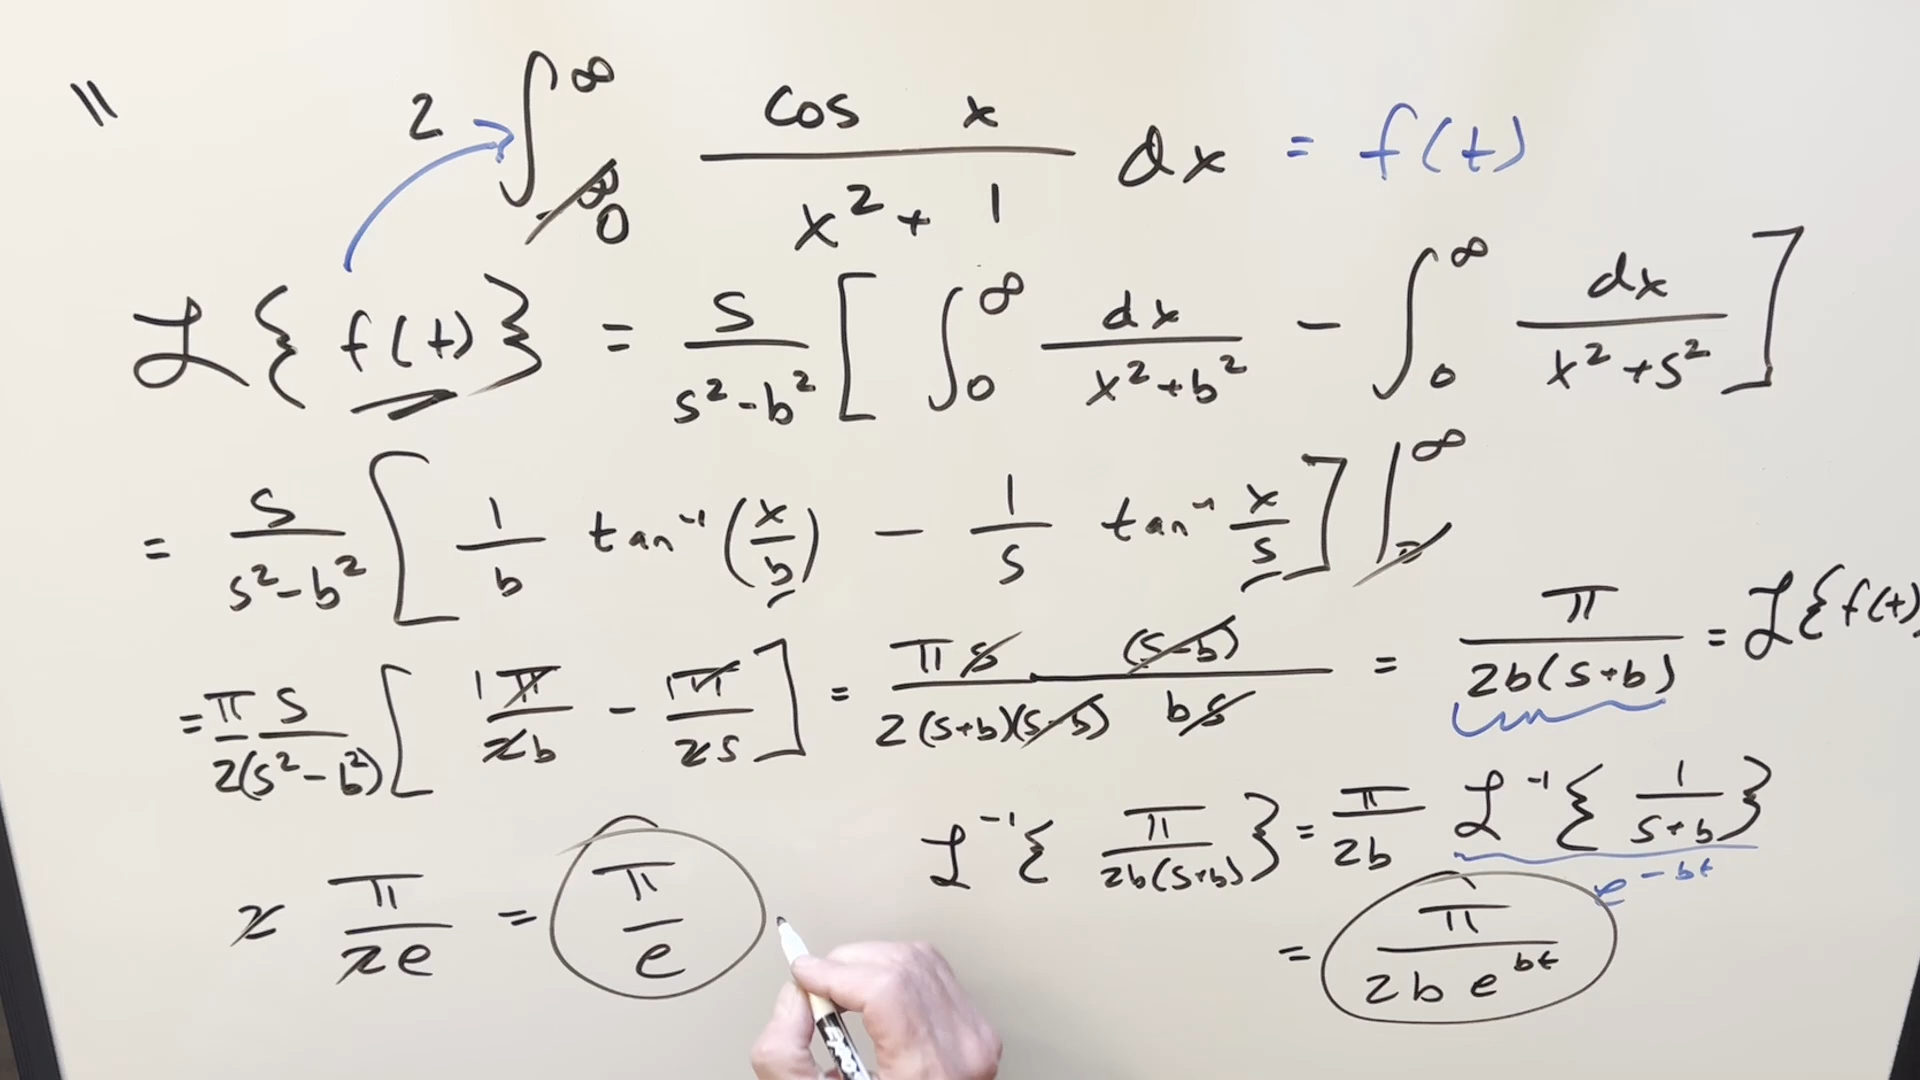 \\ 2 ∫_{-∞ 0}^{∞} cos x / (x² + 1) dx = f(t)
ℒ{f(t)} = s/(s²-b²) [ ∫₀^∞ dx/(x²+b²) - ∫₀^∞ dx/(x²+s²) ]
= s/(s²-b²) [ 1/b tan⁻¹(x/b) - 1/s tan⁻¹ x/s ] |₀^∞
= π s/(2(s²-b²)) [ 1 π/(2b) - 1 π/(2s) ] = π s (s-b) / (2(s+b)(s-b) bs) = π/(2b(s+b)) = ℒ{f(t)
ℒ⁻¹{ π/(2b(s+b)) } = π/(2b) ℒ⁻¹{ 1/(s+b) }
e^{-bt}
2 π/(2e) = π/e
= π/(2b e^{bt})